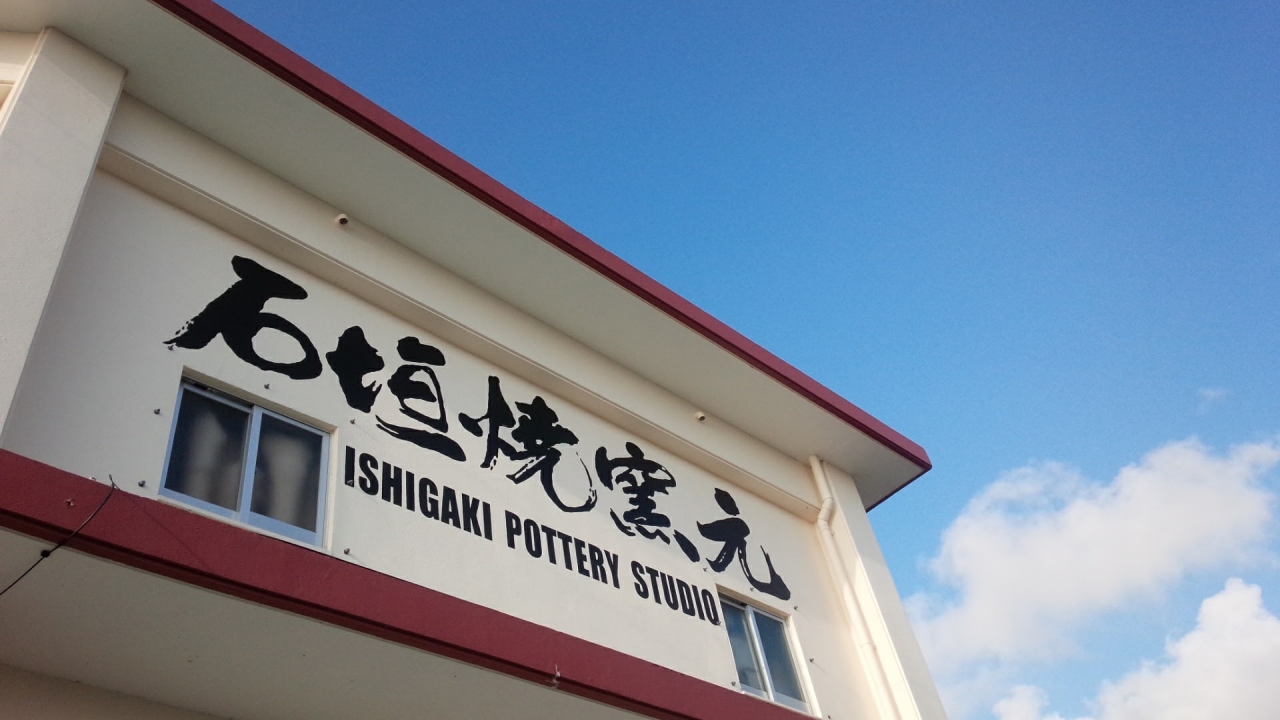 石垣焼窯元
ISHIGAKI POTTERY STUDIO